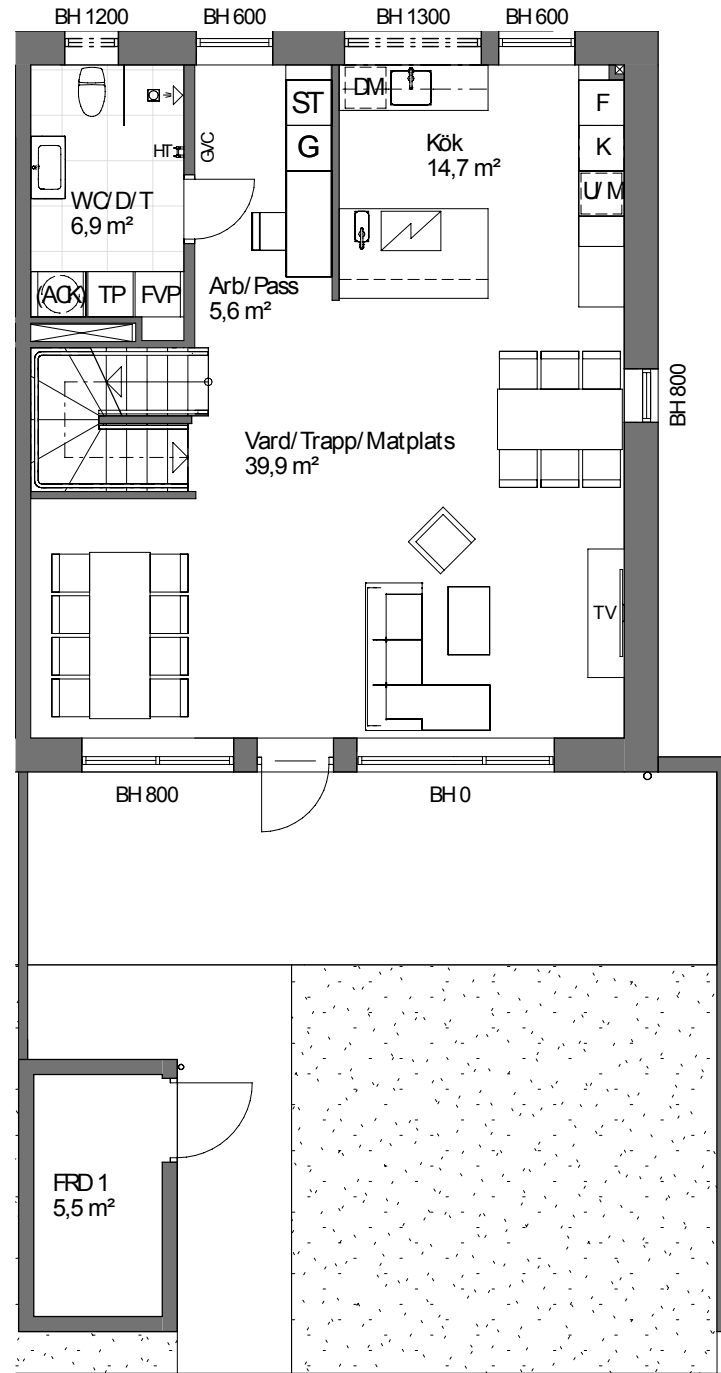 BH 1200
BH 600
BH 1300
BH 600
ST
G
DM
Kök
14,7 m²
F
K
U/M
HT
GVC
WC/D/T
6,9 m²
(ACK)
TP
FVP
Arb/Pass
5,6 m²
BH 800
Vard/Trapp/Matplats
39,9 m²
TV
BH 800
BH 0
FRD 1
5,5 m²